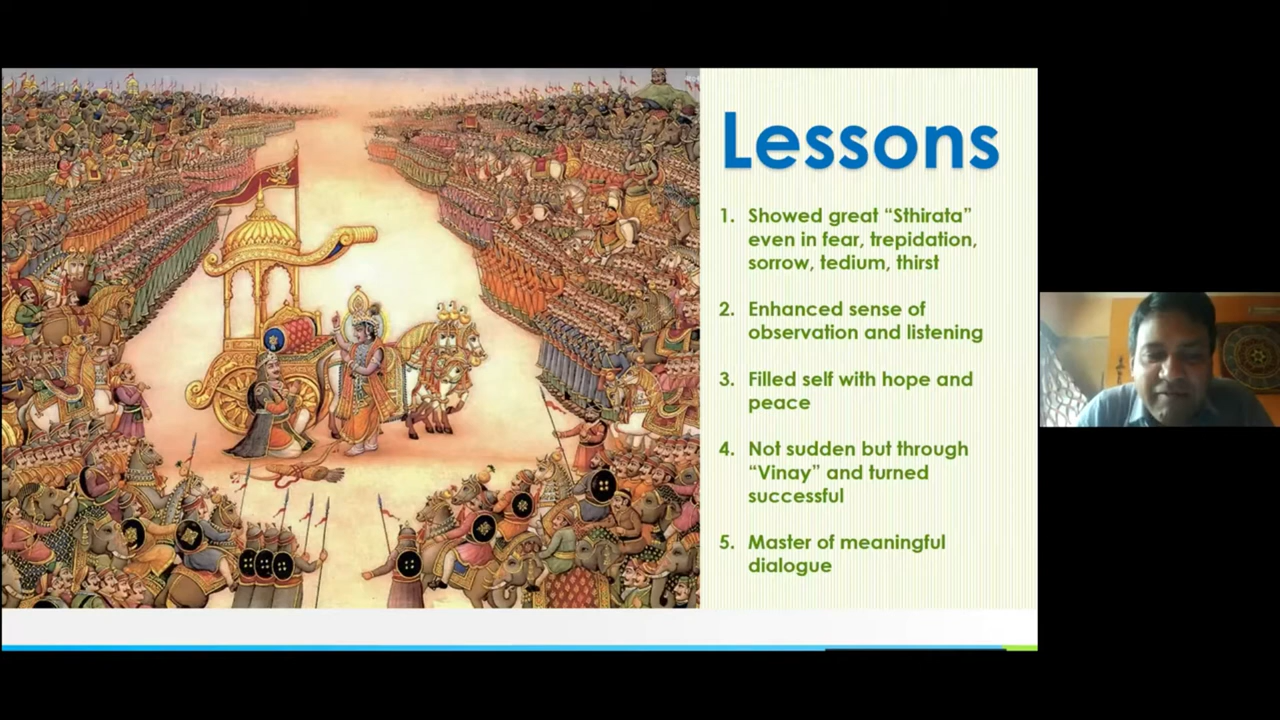 Lessons
1. Showed great “Sthirata”
even in fear, trepidation,
sorrow, tedium, thirst
2. Enhanced sense of
observation and listening
3. Filled self with hope and
peace
4. Not sudden but through
“Vinay” and turned
successful
5. Master of meaningful
dialogue